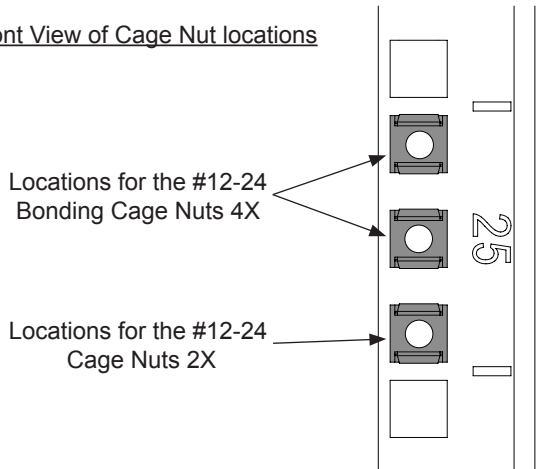 ont View of Cage Nut locations
Locations for the #12-24
Bonding Cage Nuts 4X
25
Locations for the #12-24
Cage Nuts 2X